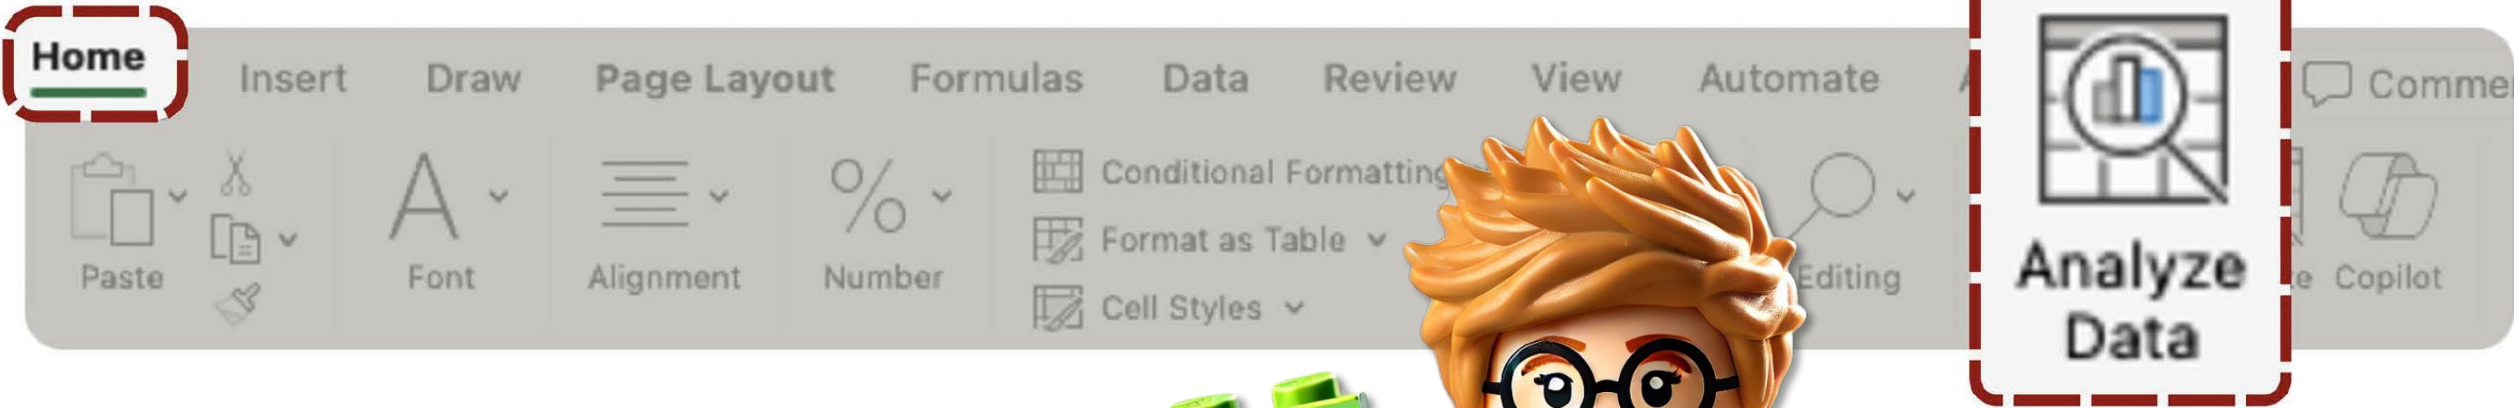 Home
Insert
Draw
Page Layout
Formulas
Data
Review
View
Automate
Paste
Font
Alignment
Number
Conditional Formatting
Format as Table
Cell Styles
Editing
Analyze
Data
Copilot